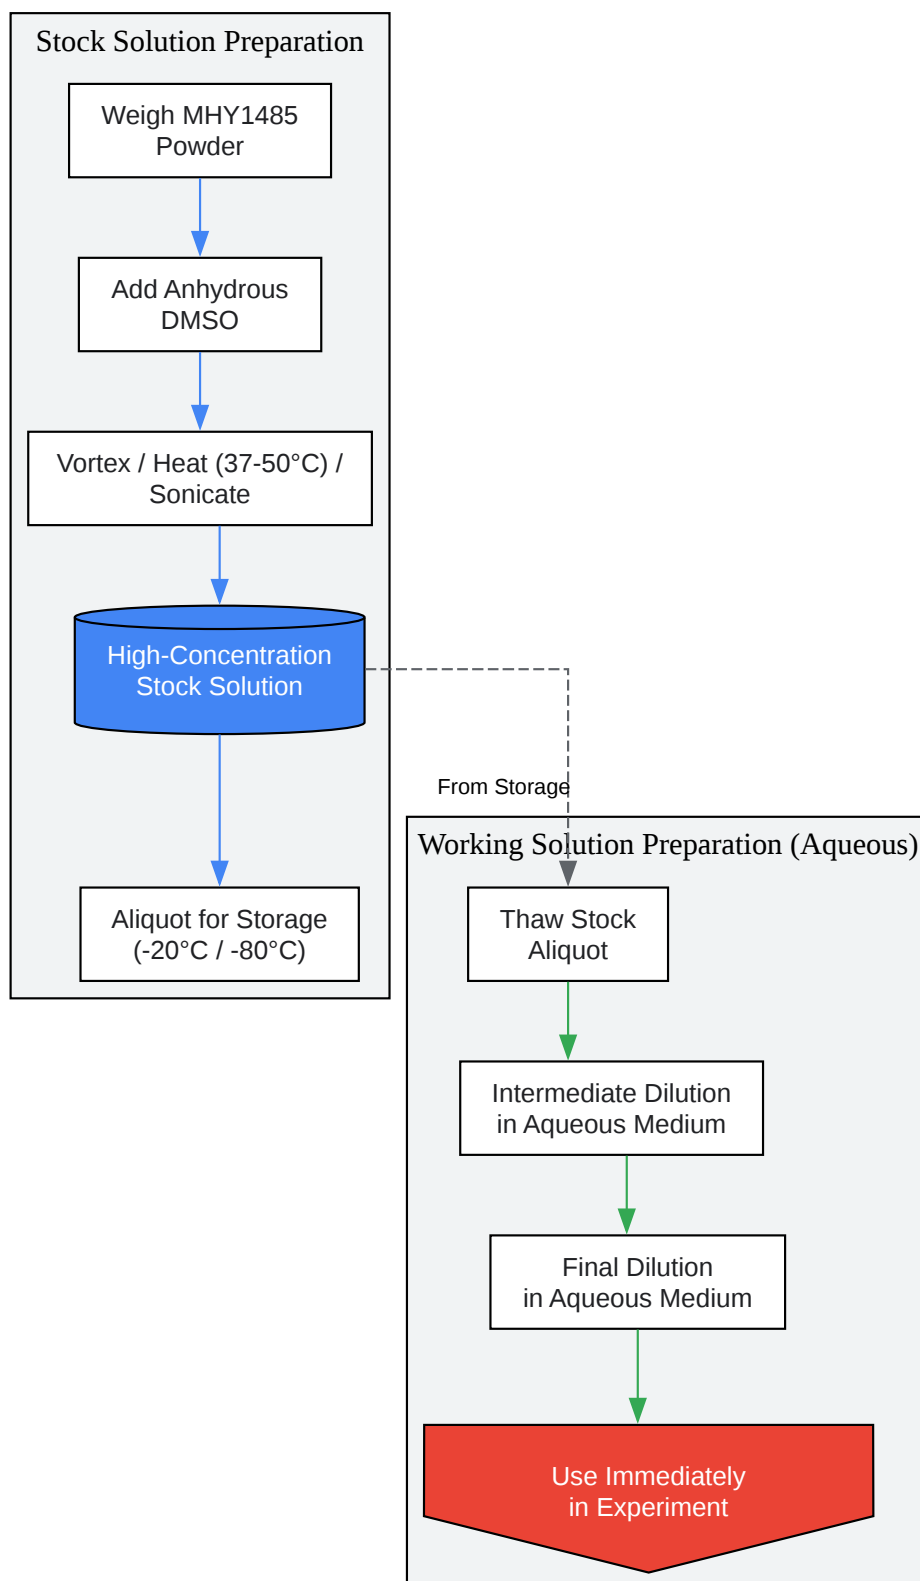 Stock Solution Preparation
Weigh MHY1485
Powder
Add Anhydrous
DMSO
Vortex / Heat (37-50°C) /
Sonicate
High-Concentration
Stock Solution
Aliquot for Storage
(-20°C / -80°C)
From Storage
Working Solution Preparation (Aqueous)
Thaw Stock
Aliquot
Intermediate Dilution
in Aqueous Medium
Final Dilution
in Aqueous Medium
Use Immediately
in Experiment